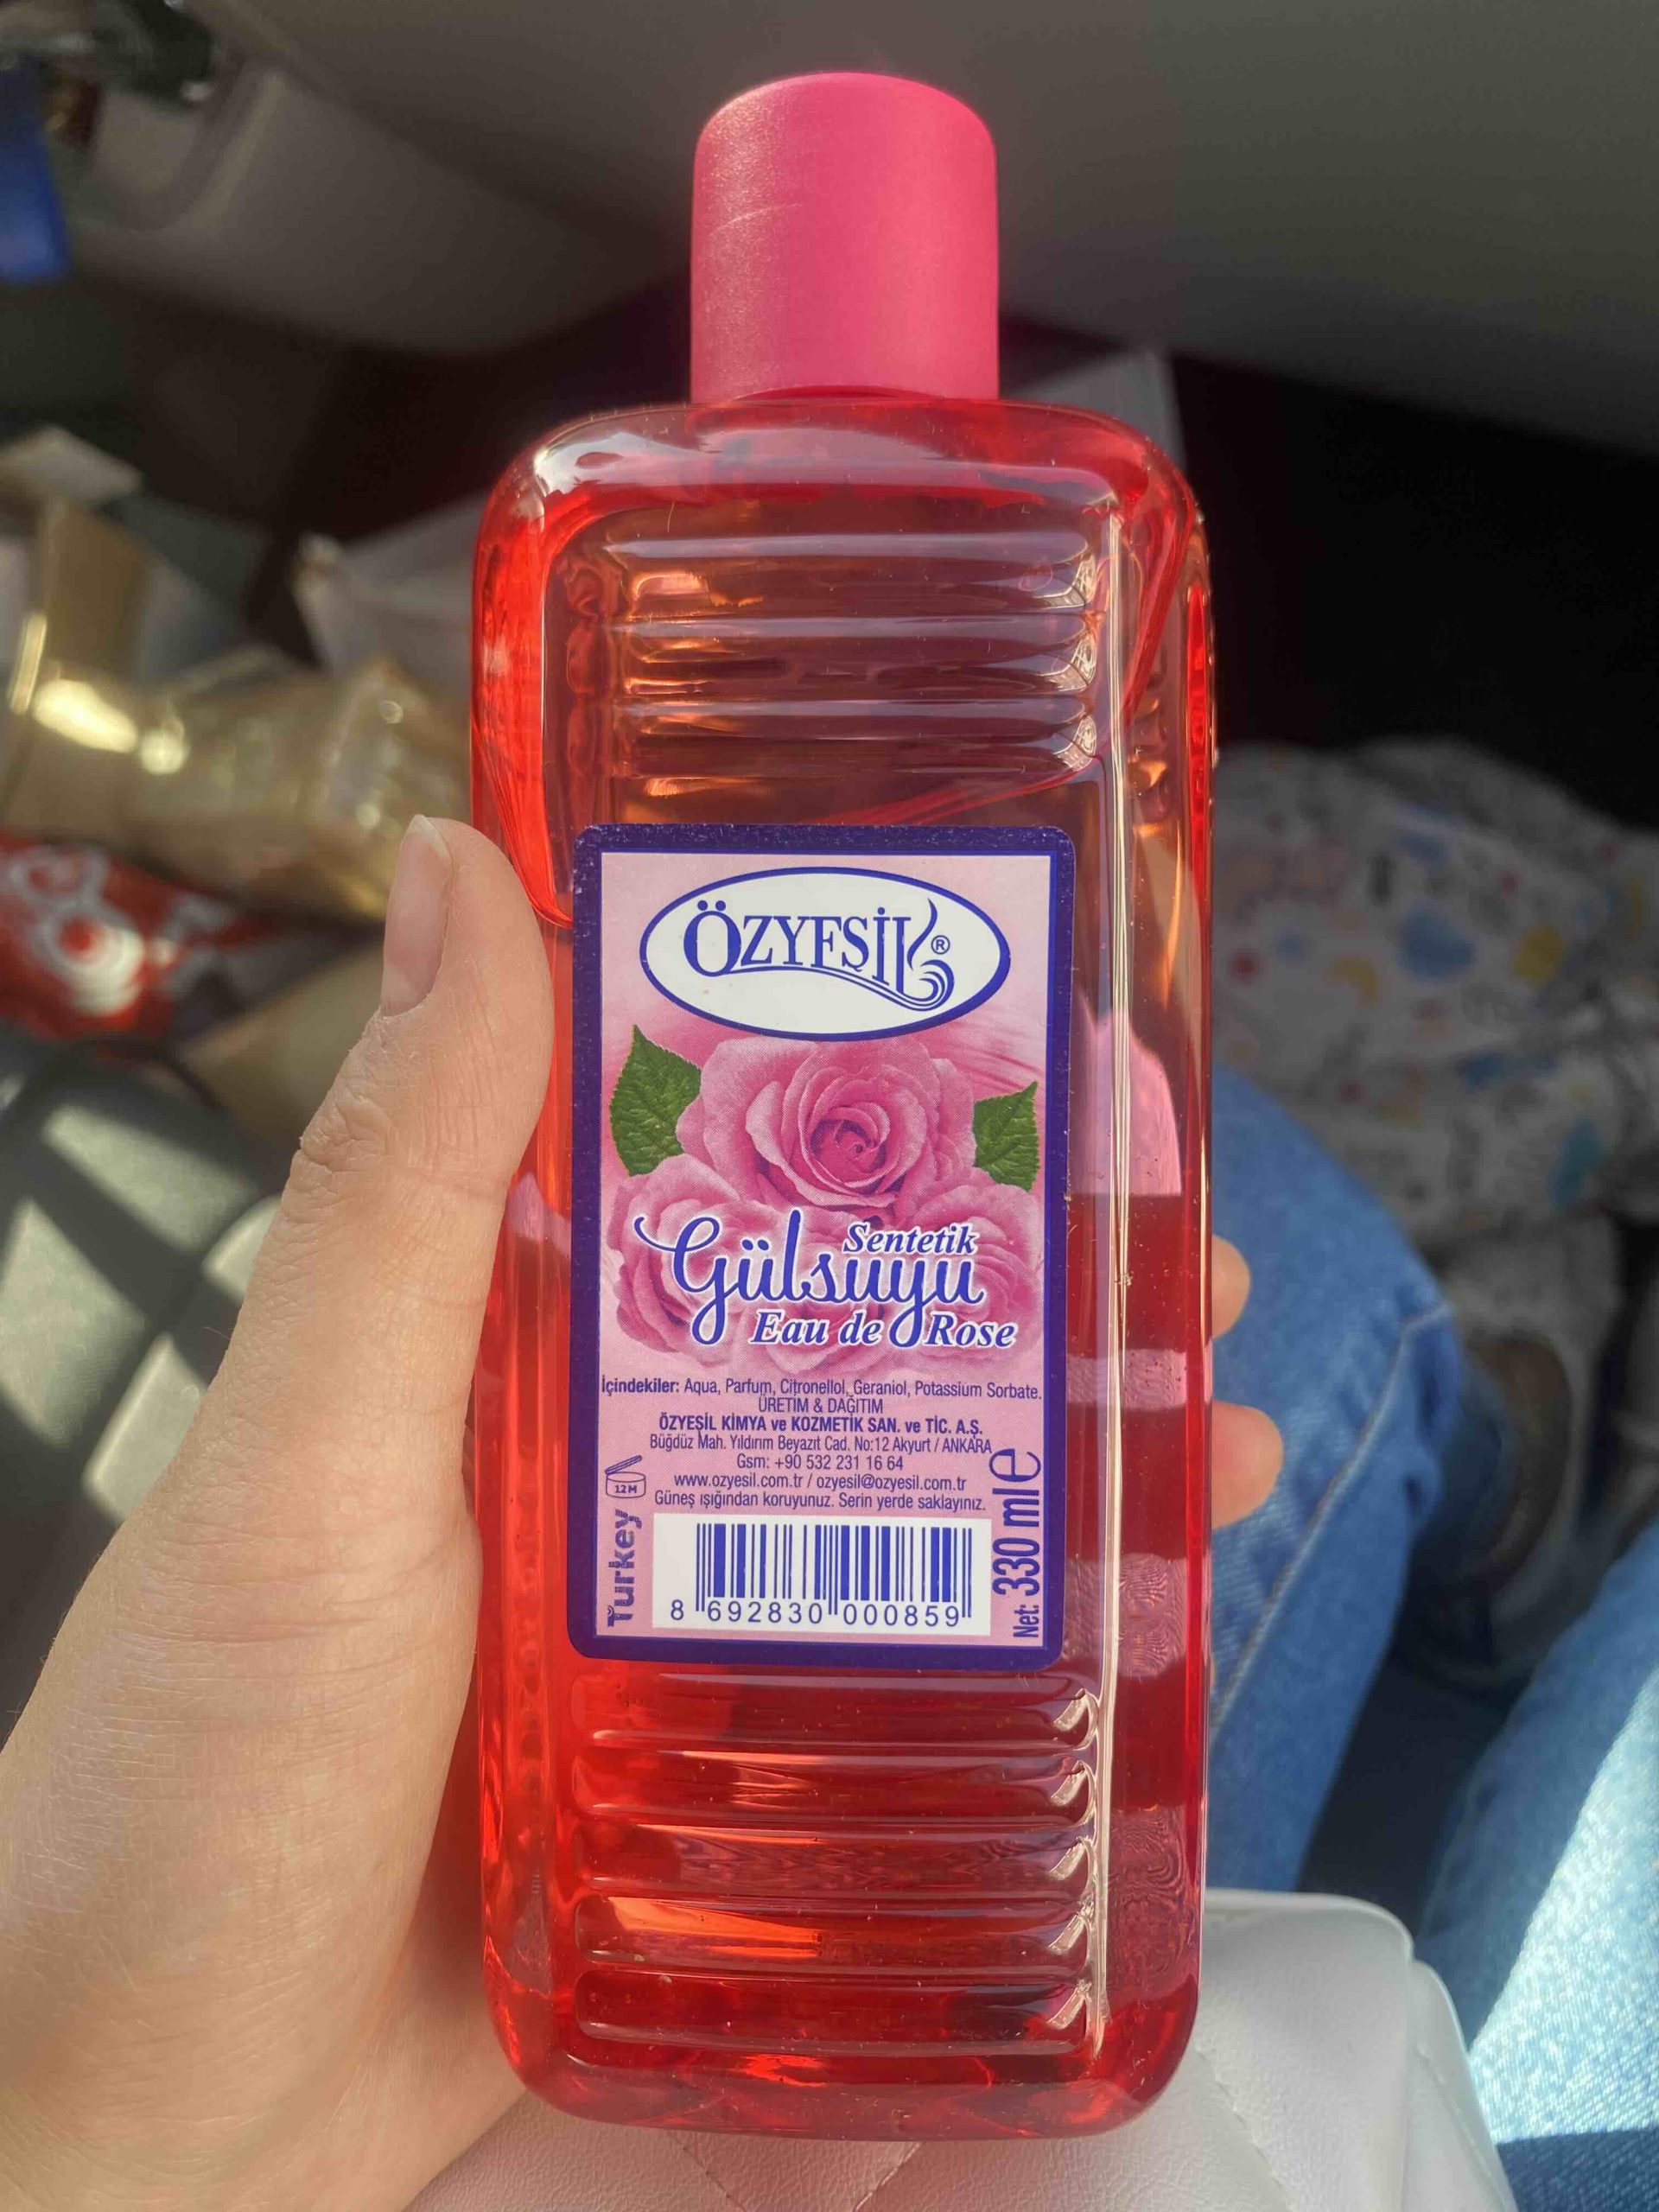 ÖZYEŞİL®
Sentetik
Gülsuyu
Eau de Rose
İçindekiler: Aqua, Parfum, Citronellol, Geraniol, Potassium Sorbate.
ÜRETİM & DAĞITIM
ÖZYEŞİL KİMYA ve KOZMETİK SAN. ve TİC. A.Ş.
Büğdüz Mah. Yıldırım Beyazıt Cad. No:12 Akyurt / ANKARA
Gsm: +90 532 231 16 64
www.ozyesil.com.tr / ozyesil@ozyesil.com.tr
Güneş ışığından koruyunuz. Serin yerde saklayınız.
12M
Turkey
Net: 330 ml e
8 692830 000859